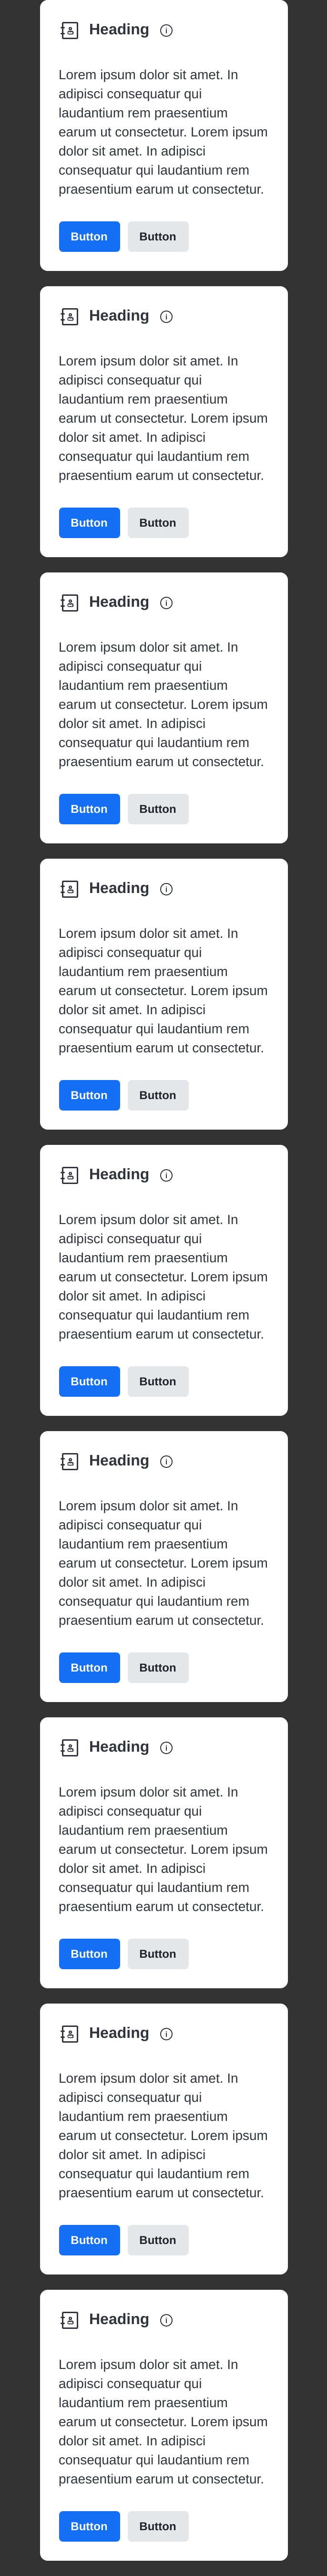 Heading
Lorem ipsum dolor sit amet. In
adipisci consequatur qui
laudantium rem praesentium
earum ut consectetur. Lorem ipsum
dolor sit amet. In adipisci
consequatur qui laudantium rem
praesentium earum ut consectetur.
Button Button
Heading
Lorem ipsum dolor sit amet. In
adipisci consequatur qui
laudantium rem praesentium
earum ut consectetur. Lorem ipsum
dolor sit amet. In adipisci
consequatur qui laudantium rem
praesentium earum ut consectetur.
Button Button
Heading
Lorem ipsum dolor sit amet. In
adipisci consequatur qui
laudantium rem praesentium
earum ut consectetur. Lorem ipsum
dolor sit amet. In adipisci
consequatur qui laudantium rem
praesentium earum ut consectetur.
Button Button
Heading
Lorem ipsum dolor sit amet. In
adipisci consequatur qui
laudantium rem praesentium
earum ut consectetur. Lorem ipsum
dolor sit amet. In adipisci
consequatur qui laudantium rem
praesentium earum ut consectetur.
Button Button
Heading
Lorem ipsum dolor sit amet. In
adipisci consequatur qui
laudantium rem praesentium
earum ut consectetur. Lorem ipsum
dolor sit amet. In adipisci
consequatur qui laudantium rem
praesentium earum ut consectetur.
Button Button
Heading
Lorem ipsum dolor sit amet. In
adipisci consequatur qui
laudantium rem praesentium
earum ut consectetur. Lorem ipsum
dolor sit amet. In adipisci
consequatur qui laudantium rem
praesentium earum ut consectetur.
Button Button
Heading
Lorem ipsum dolor sit amet. In
adipisci consequatur qui
laudantium rem praesentium
earum ut consectetur. Lorem ipsum
dolor sit amet. In adipisci
consequatur qui laudantium rem
praesentium earum ut consectetur.
Button Button
Heading
Lorem ipsum dolor sit amet. In
adipisci consequatur qui
laudantium rem praesentium
earum ut consectetur. Lorem ipsum
dolor sit amet. In adipisci
consequatur qui laudantium rem
praesentium earum ut consectetur.
Button Button
Heading
Lorem ipsum dolor sit amet. In
adipisci consequatur qui
laudantium rem praesentium
earum ut consectetur. Lorem ipsum
dolor sit amet. In adipisci
consequatur qui laudantium rem
praesentium earum ut consectetur.
Button Button